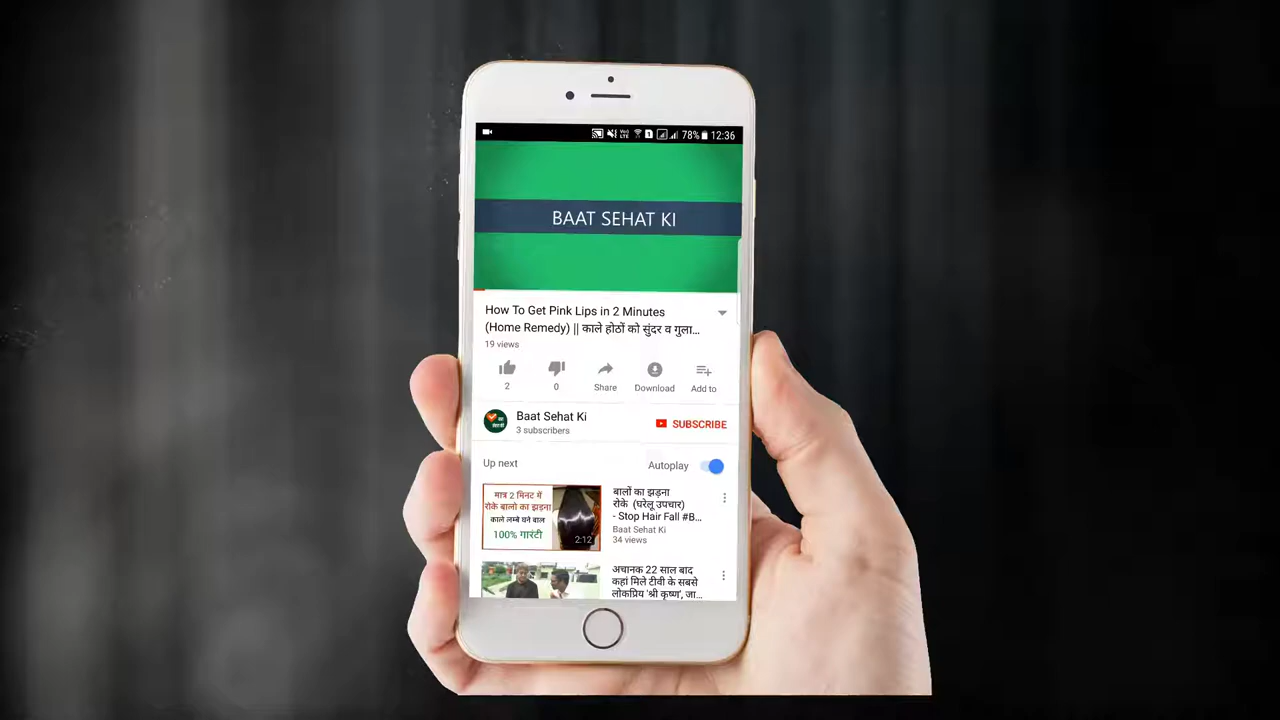 78% 12:36
BAAT SEHAT KI
How To Get Pink Lips in 2 Minutes
(Home Remedy) || काले होठों को सुंदर व गुला...
19 views
2
0
Share
Download
Add to
Baat Sehat Ki
3 subscribers
SUBSCRIBE
Up next
Autoplay
मात्र 2 मिनट में
रोके बालो का झड़ना
काले लम्बे घने बाल
100% गारंटी
2:12
बालों का झड़ना
रोके (घरेलू उपचार)
- Stop Hair Fall #B...
Baat Sehat Ki
34 views
अचानक 22 साल बाद
कहां मिले टीवी के सबसे
लोकप्रिय 'श्री कृष्ण', जा...